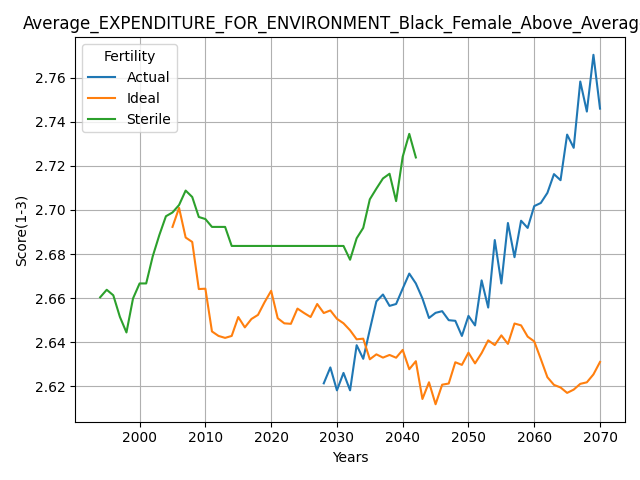 Average_EXPENDITURE_FOR_ENVIRONMENT_Black_Female_Above_Averag
Fertility
Actual
Ideal
Sterile
Score(1-3)
2.76
2.74
2.72
2.70
2.68
2.66
2.64
2.62
2000 2010 2020 2030 2040 2050 2060 2070
Years